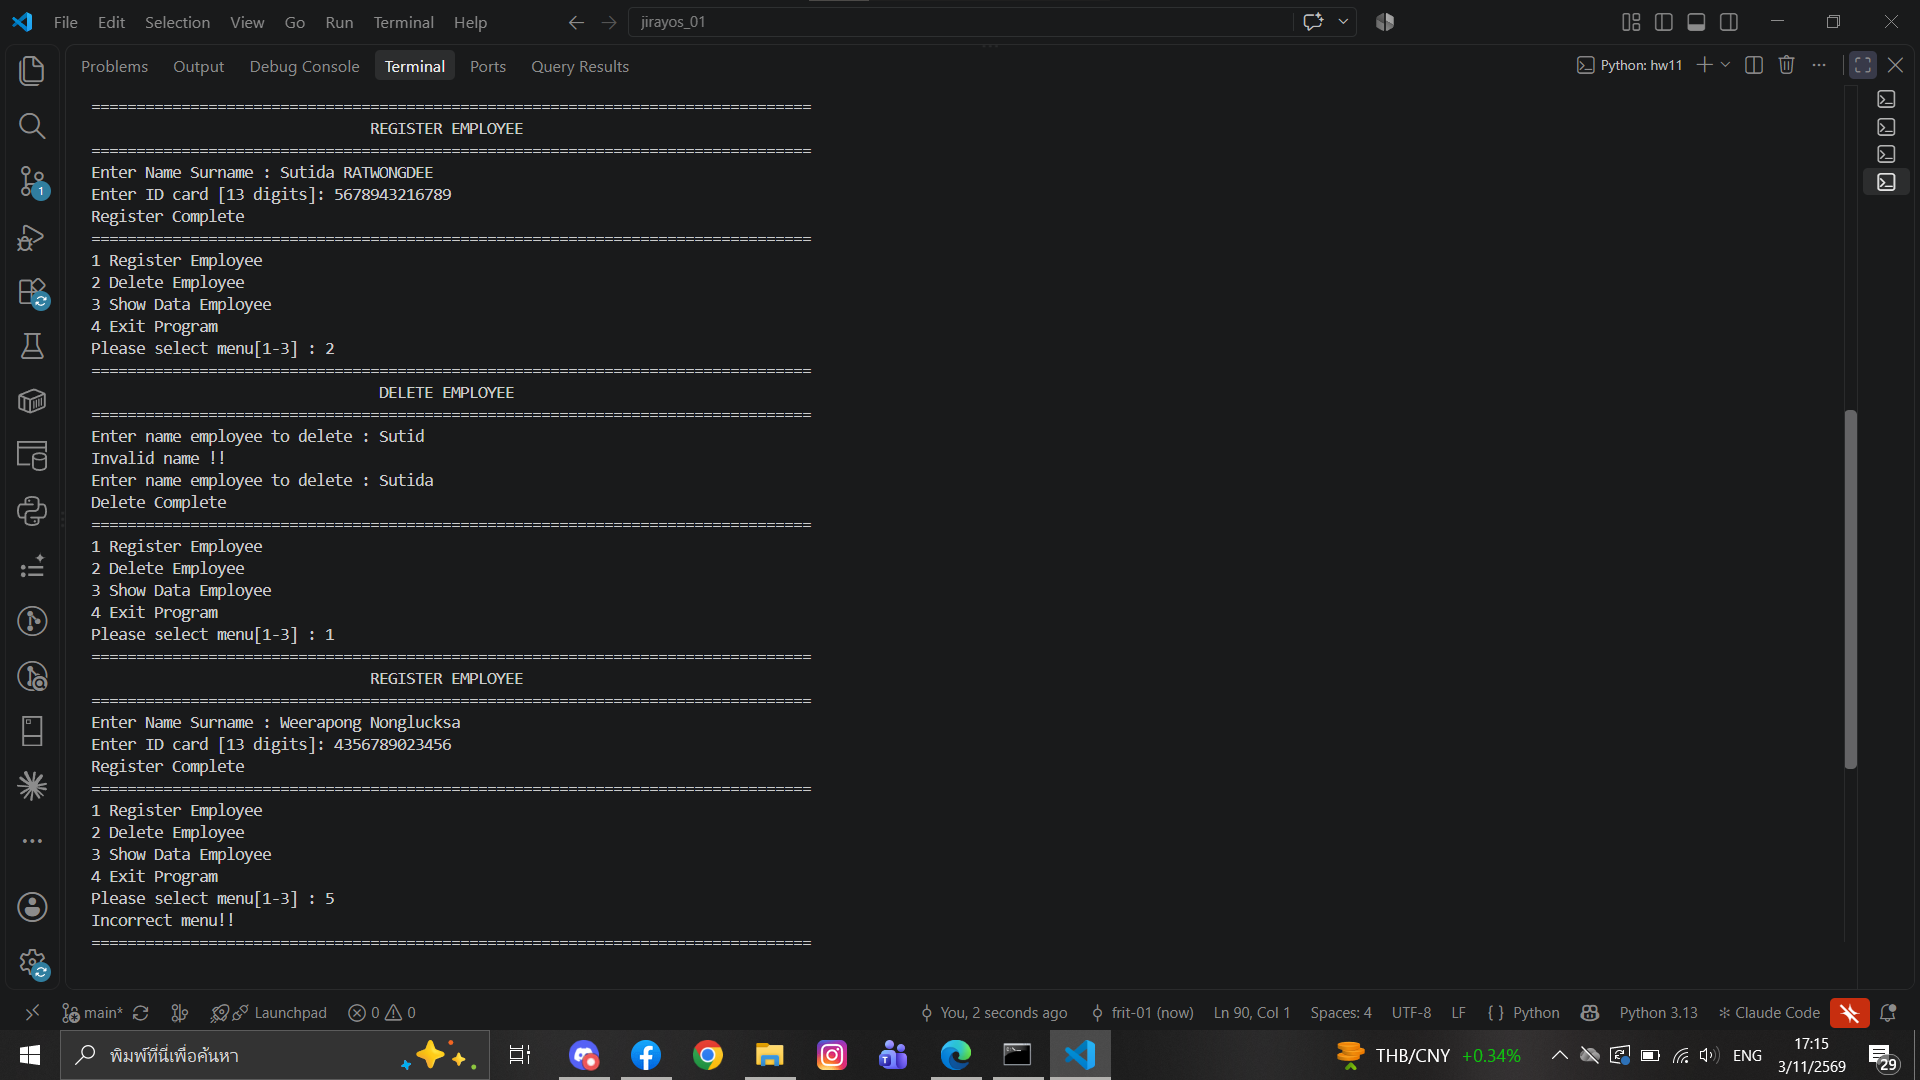 File Edit Selection View Go Run Terminal Help
jirayos_01
Problems Output Debug Console Terminal Ports Query Results
Python: hw11
================================================================================
REGISTER EMPLOYEE
================================================================================
Enter Name Surname : Sutida RATWONGDEE
Enter ID card [13 digits]: 5678943216789
Register Complete
================================================================================
1 Register Employee
2 Delete Employee
3 Show Data Employee
4 Exit Program
Please select menu[1-3] : 2
================================================================================
DELETE EMPLOYEE
================================================================================
Enter name employee to delete : Sutid
Invalid name !!
Enter name employee to delete : Sutida
Delete Complete
================================================================================
1 Register Employee
2 Delete Employee
3 Show Data Employee
4 Exit Program
Please select menu[1-3] : 1
================================================================================
REGISTER EMPLOYEE
================================================================================
Enter Name Surname : Weerapong Nonglucksa
Enter ID card [13 digits]: 4356789023456
Register Complete
================================================================================
1 Register Employee
2 Delete Employee
3 Show Data Employee
4 Exit Program
Please select menu[1-3] : 5
Incorrect menu!!
================================================================================
1
main* Launchpad 0 0 You, 2 seconds ago frit-01 (now) Ln 90, Col 1 Spaces: 4 UTF-8 LF { } Python Python 3.13 Claude Code
พิมพ์ที่นี่เพื่อค้นหา
THB/CNY +0.34% ENG
17:15
3/11/2569
29